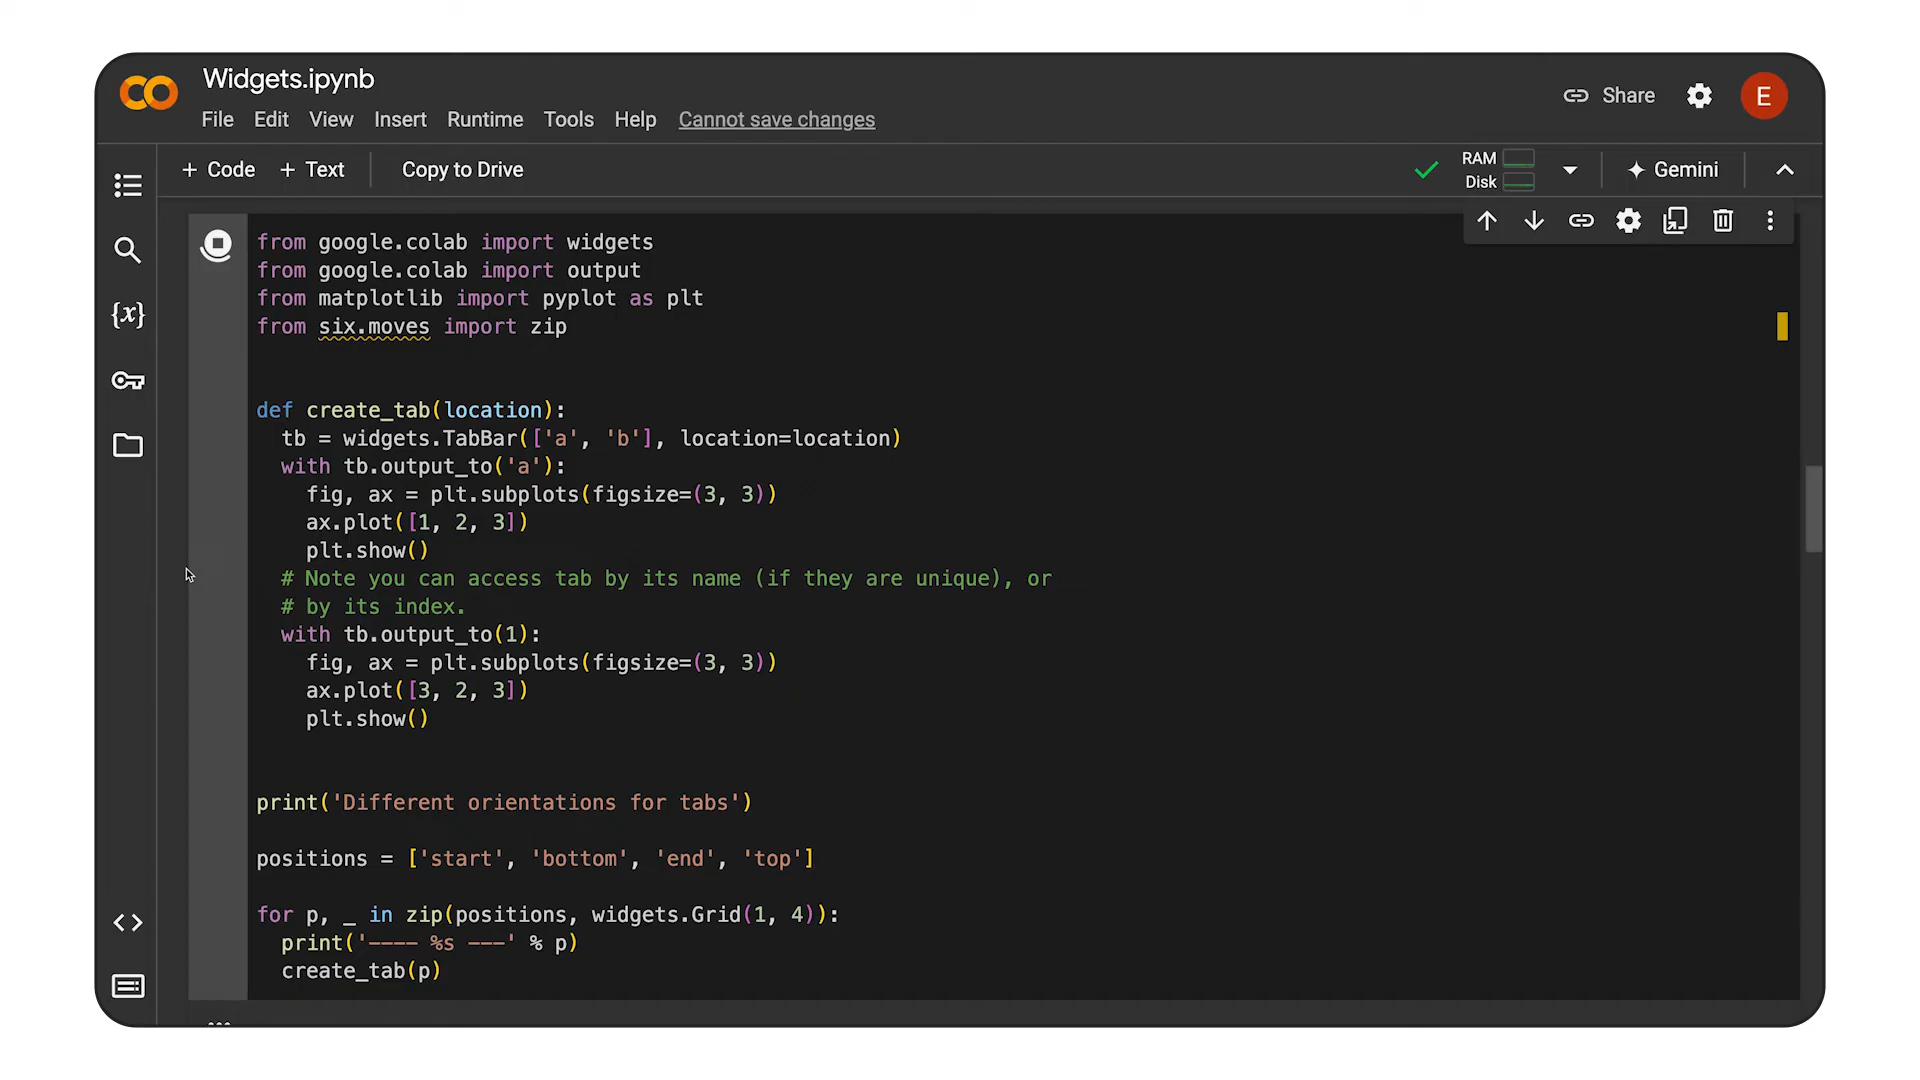 Widgets.ipynb
Share
E
File Edit View Insert Runtime Tools Help Cannot save changes
+ Code + Text Copy to Drive
RAM
Disk
Gemini
{x}
from google.colab import widgets
from google.colab import output
from matplotlib import pyplot as plt
from six.moves import zip
def create_tab(location):
  tb = widgets.TabBar(['a', 'b'], location=location)
  with tb.output_to('a'):
    fig, ax = plt.subplots(figsize=(3, 3))
    ax.plot([1, 2, 3])
    plt.show()
  # Note you can access tab by its name (if they are unique), or
  # by its index.
  with tb.output_to(1):
    fig, ax = plt.subplots(figsize=(3, 3))
    ax.plot([3, 2, 3])
    plt.show()
print('Different orientations for tabs')
positions = ['start', 'bottom', 'end', 'top']
for p, _ in zip(positions, widgets.Grid(1, 4)):
  print('---- %s ---' % p)
  create_tab(p)